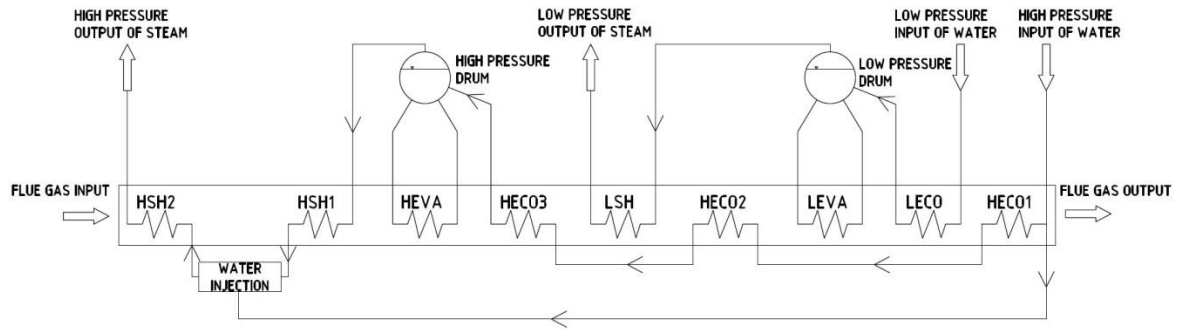 HIGH PRESSURE
OUTPUT OF STEAM
LOW PRESSURE
OUTPUT OF STEAM
LOW PRESSURE
INPUT OF WATER
HIGH PRESSURE
INPUT OF WATER
HIGH PRESSURE
DRUM
LOW PRESSURE
DRUM
FLUE GAS INPUT
HSH2
HSH1
HEVA
HECO3
LSH
HECO2
LEVA
LECO
HECO1
FLUE GAS OUTPUT
WATER
INJECTION